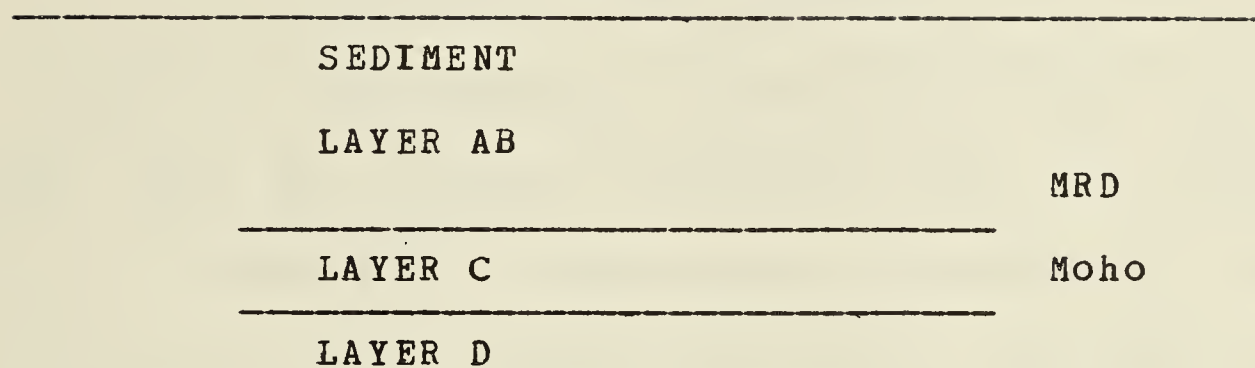 SEDIMENT
LAYER AB
MRD
LAYER C Moho
LAYER D